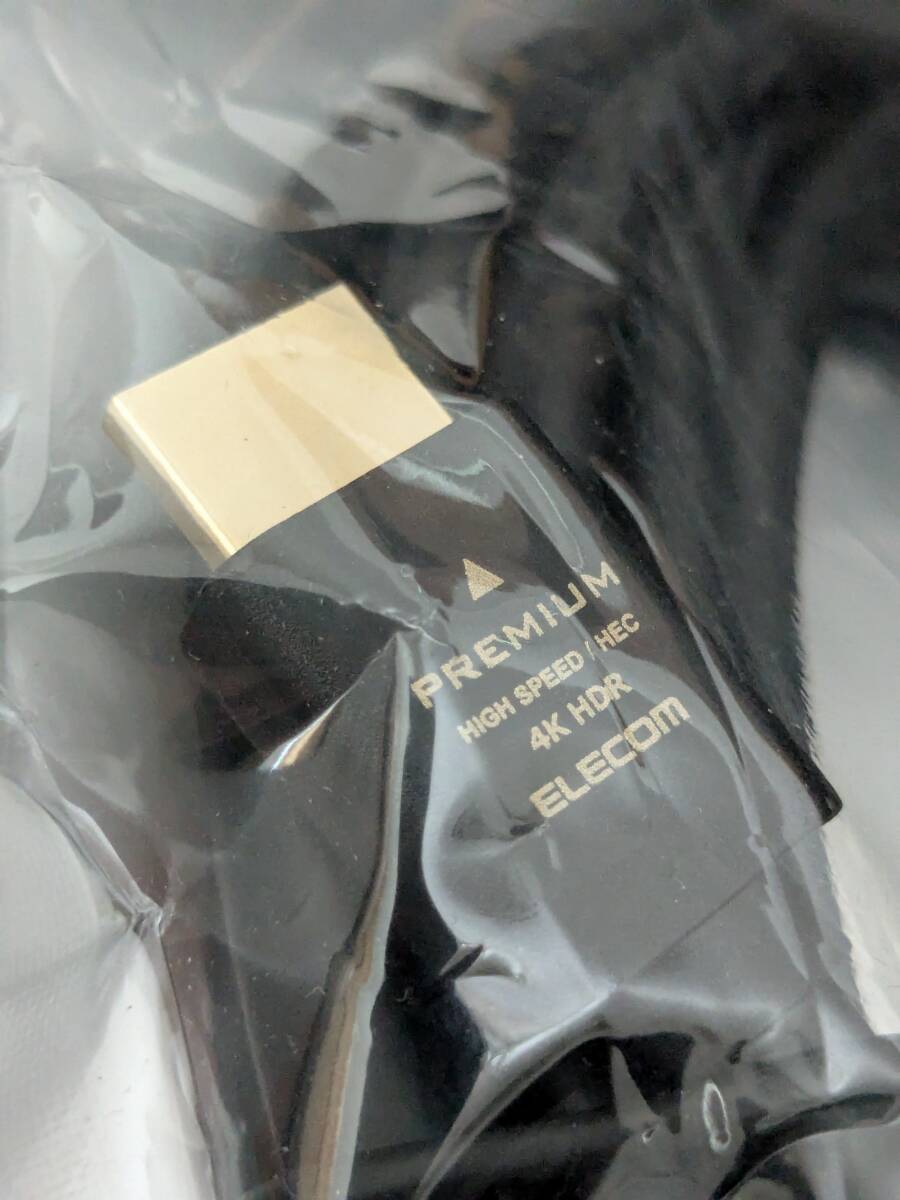 PREMIUM
HIGH SPEED / HEC
4K HDR
ELECOM